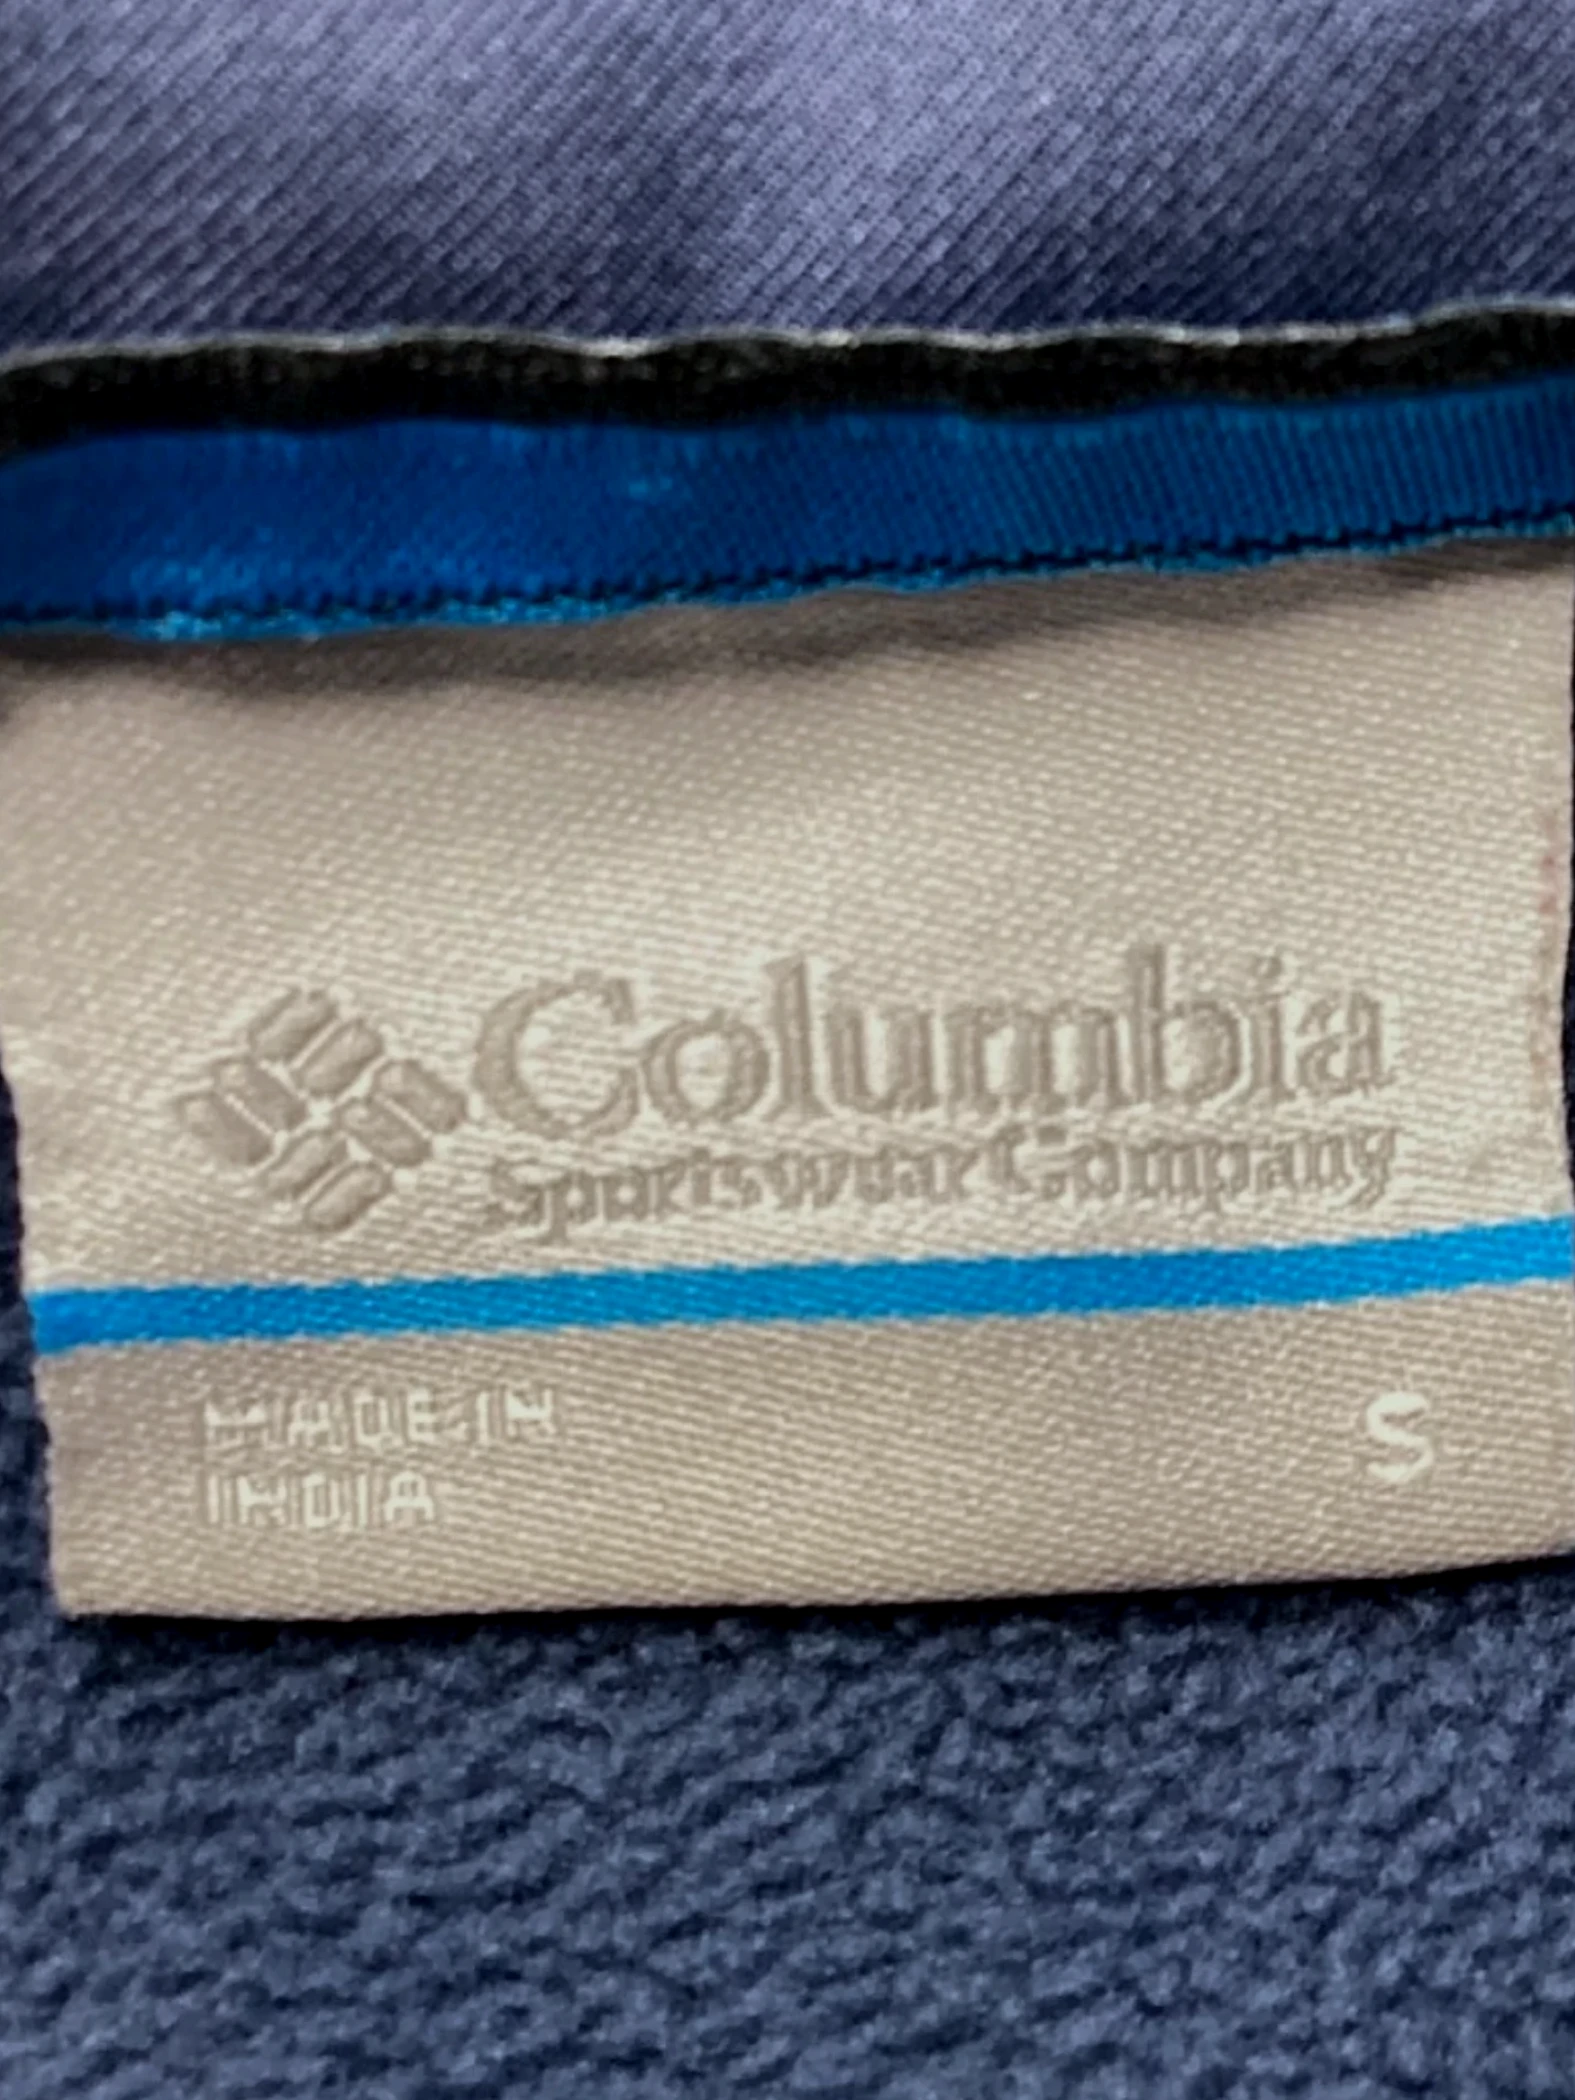 Columbia
Sportswear Company
MADE IN
INDIA
S